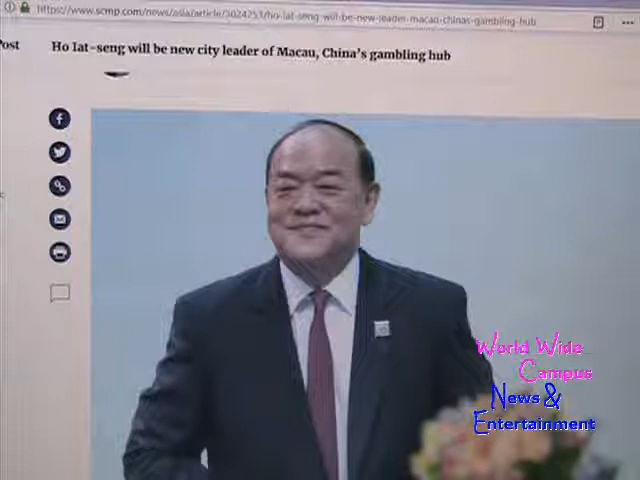 https://www.scmp.com/news/asia/article/3024253/ho-iat-seng-will-be-new-leader-macau-chinas-gambling-hub
Post
Ho Iat-seng will be new city leader of Macau, China's gambling hub
World Wide
Campus
News &
Entertainment